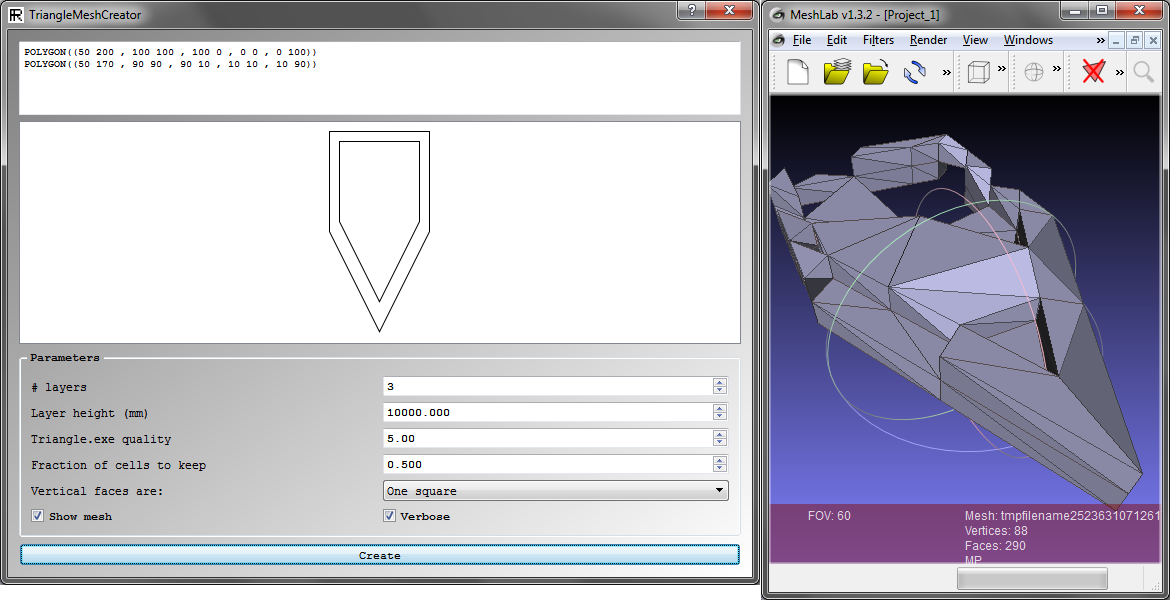 TriangleMeshCreator
POLYGON((50 200 , 100 100 , 100 0 , 0 0 , 0 100))
POLYGON((50 170 , 90 90 , 90 10 , 10 10 , 10 90))
Parameters
# layers
3
Layer height (mm)
10000.000
Triangle.exe quality
5.00
Fraction of cells to keep
0.500
Vertical faces are:
One square
Show mesh
Verbose
Create
MeshLab v1.3.2 - [Project_1]
File Edit Filters Render View Windows »
» » » »
FOV: 60
Mesh: tmpfilename2523631071261
Vertices: 88
Faces: 290
MP